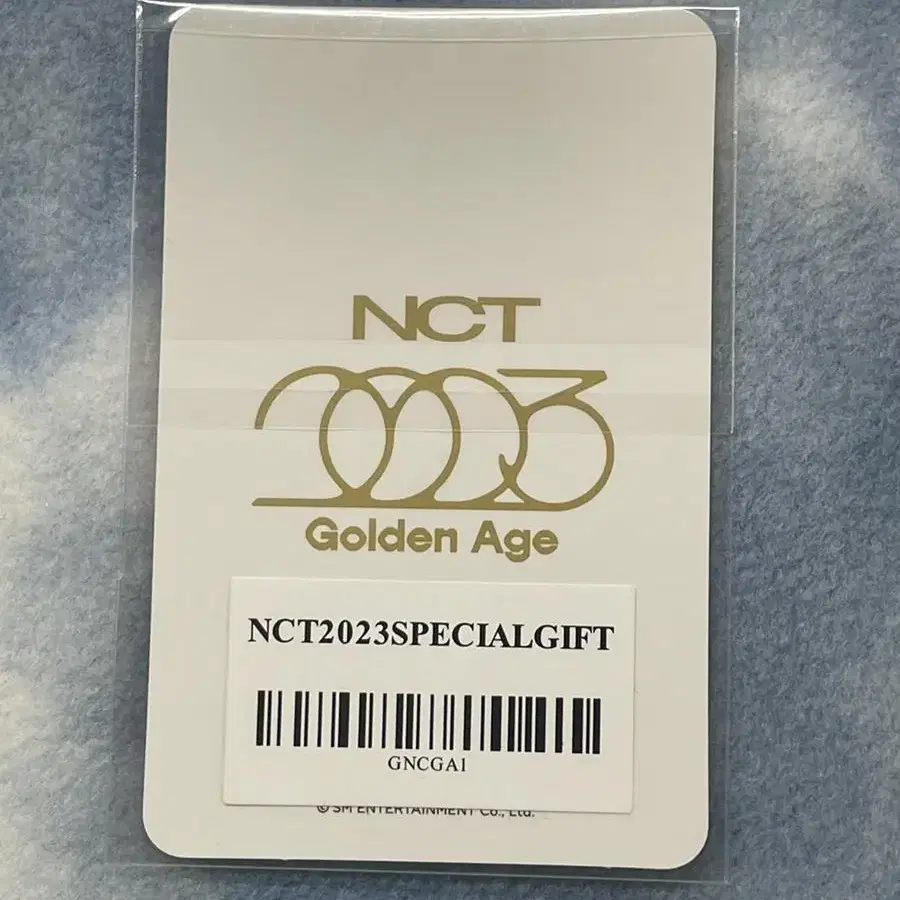 NCT
2023
Golden Age
NCT2023SPECIALGIFT
GNCGA1
© SM ENTERTAINMENT Co., Ltd.